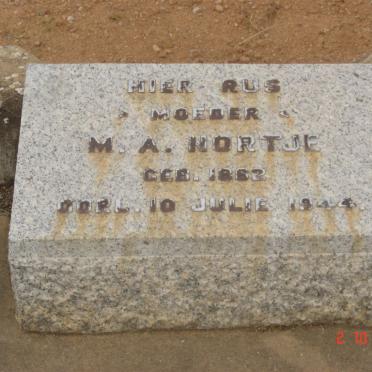 HIER RUS
MOEDER
M. A. HORTJE
GEB. 1862
OORL. 10 JULIE 1944.
2 10